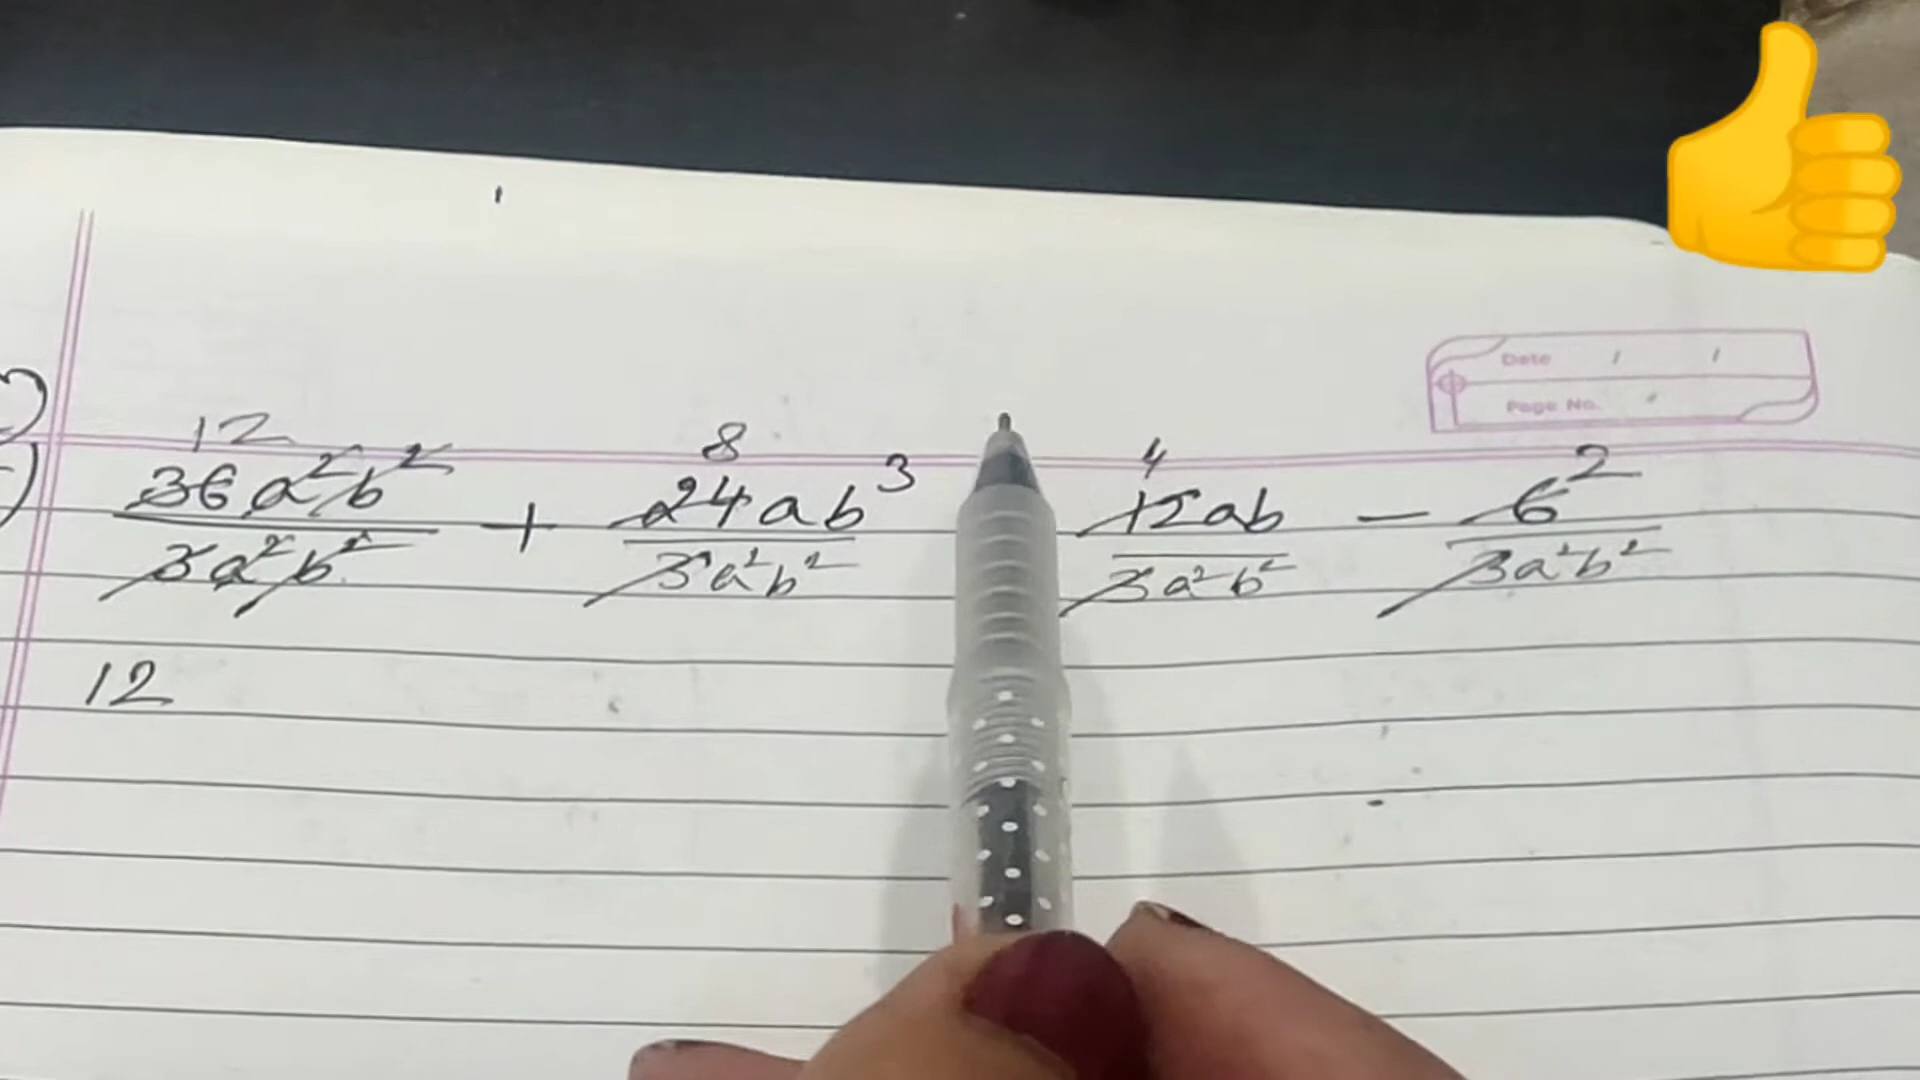 Date / /
Page No.
12 8 4 2
36a²b² + 24ab³ 12ab - 6
3a²b² 3a²b² 3a²b² 3a²b²
12